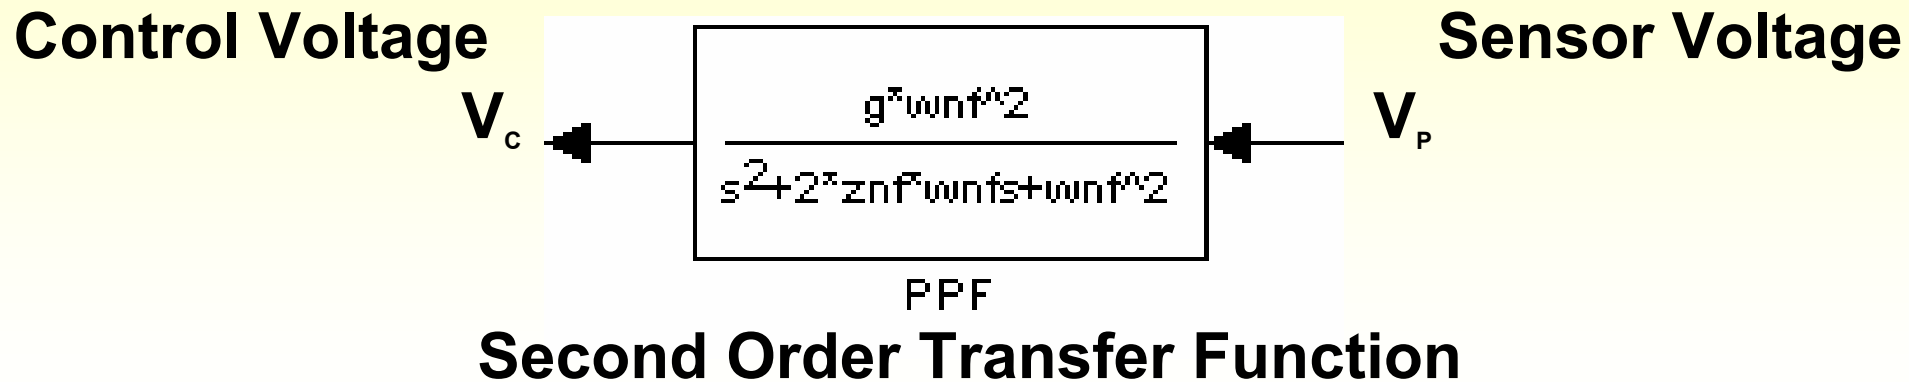 Control Voltage Sensor Voltage
V_C V_P
g*wnf^2
s^2+2*znf*wnfs+wnf^2
PPF
Second Order Transfer Function